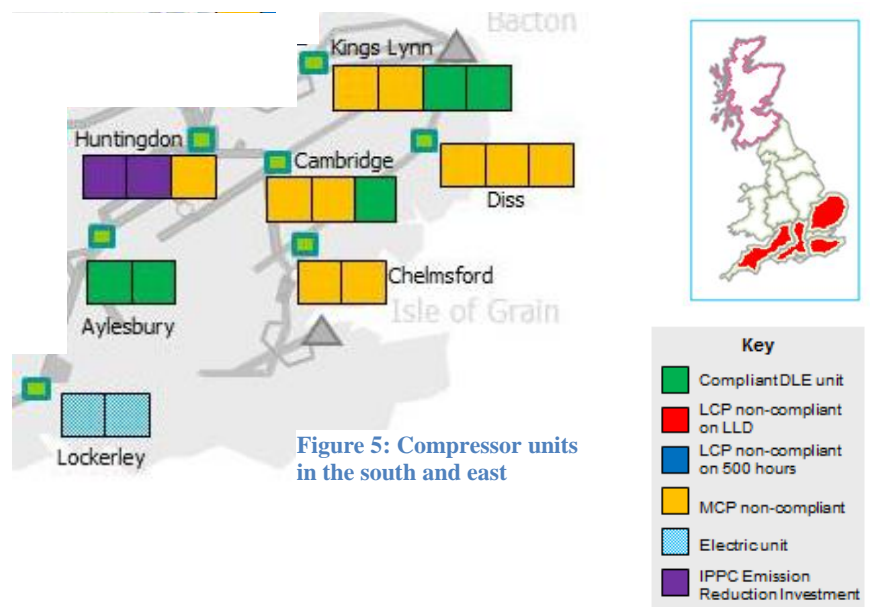 Bacton
Kings Lynn
Huntingdon
Cambridge
Diss
Chelmsford
Isle of Grain
Aylesbury
Lockerley
Figure 5: Compressor units
in the south and east
Key
Compliant DLE unit
LCP non-compliant
on LLD
LCP non-compliant
on 500 hours
MCP non-compliant
Electric unit
IPPC Emission
Reduction Investment